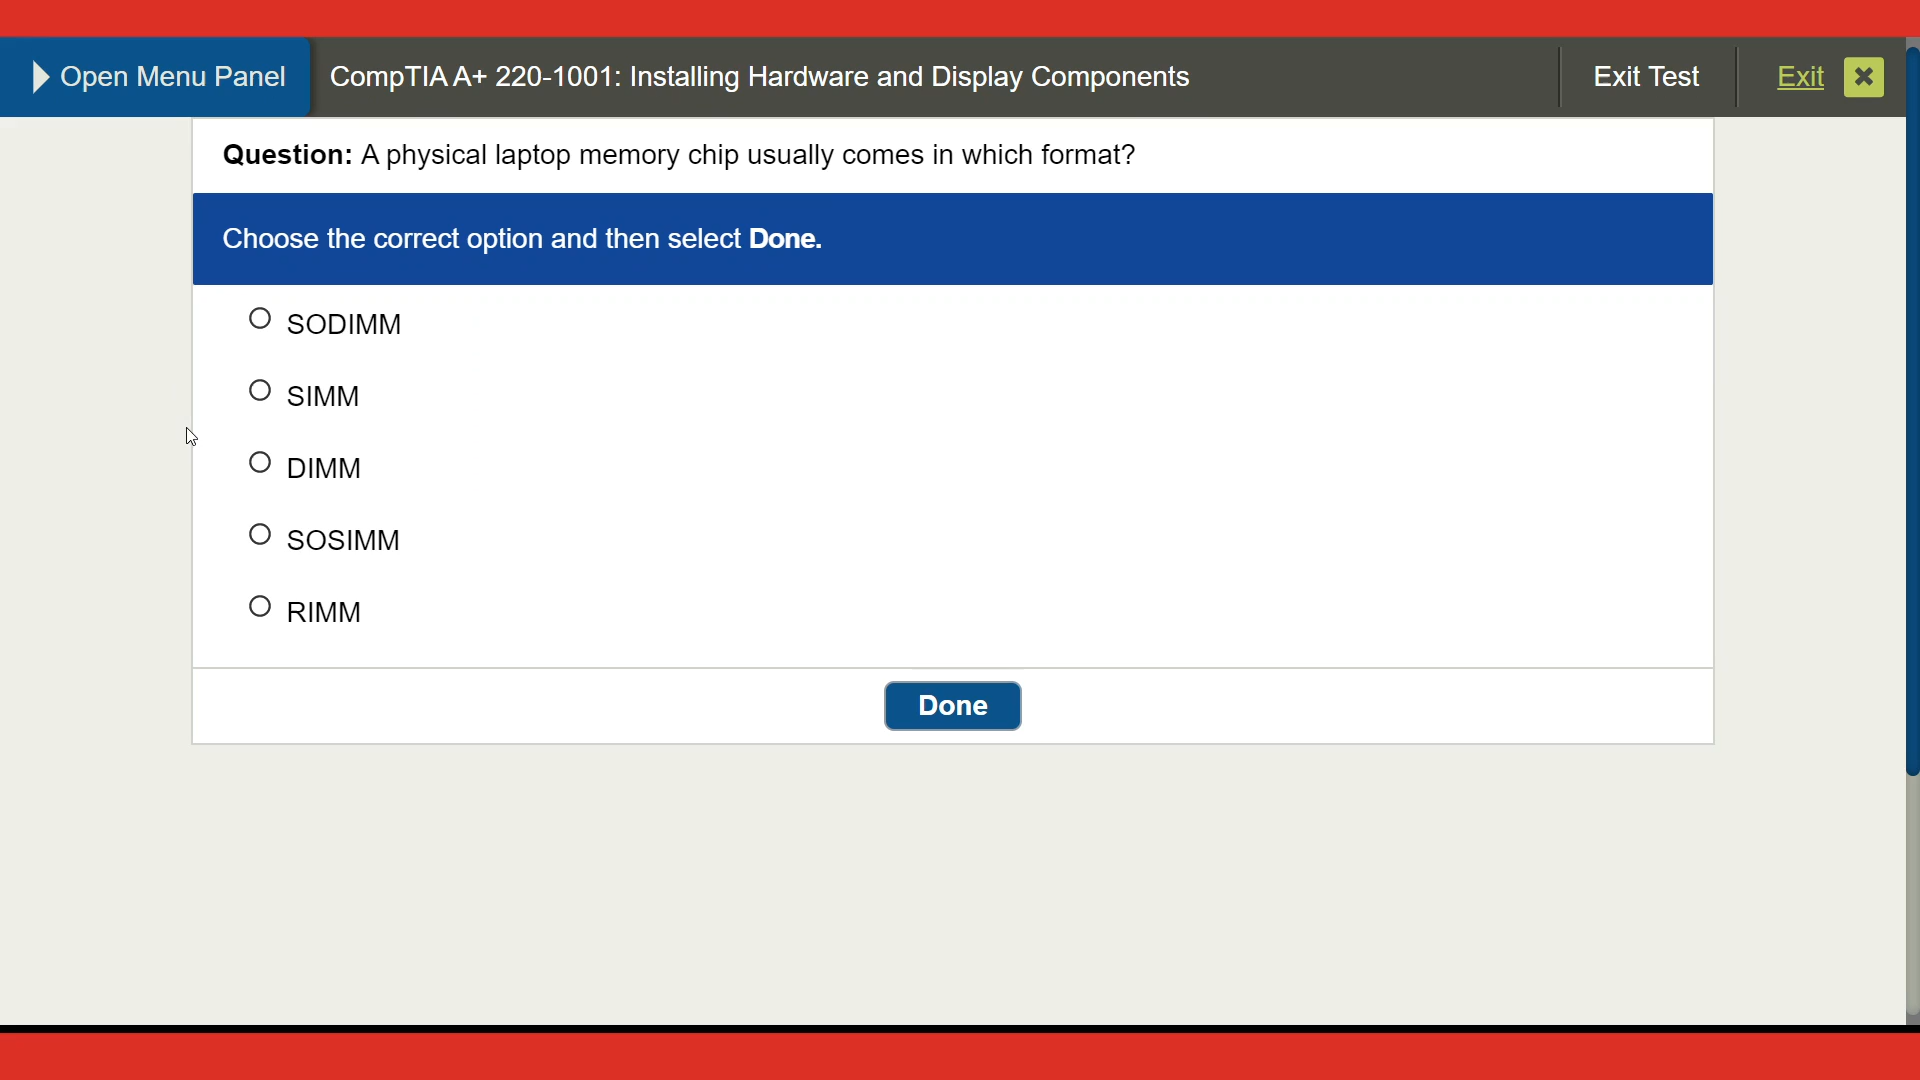 Open Menu Panel
CompTIA A+ 220-1001: Installing Hardware and Display Components
Exit Test
Exit
Question: A physical laptop memory chip usually comes in which format?
Choose the correct option and then select Done.
SODIMM
SIMM
DIMM
SOSIMM
RIMM
Done